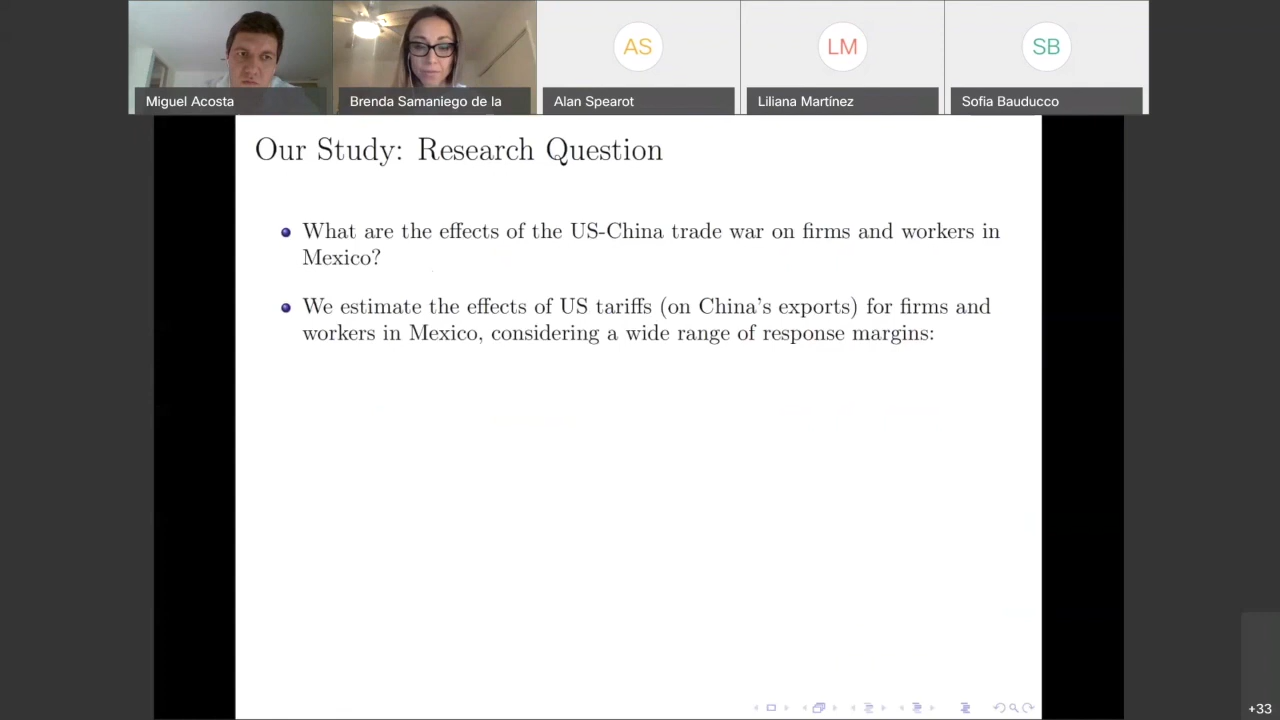 AS
LM
SB
Miguel Acosta
Brenda Samaniego de la
Alan Spearot
Liliana Martínez
Sofia Bauducco
Our Study: Research Question
What are the effects of the US-China trade war on firms and workers in
Mexico?
We estimate the effects of US tariffs (on China's exports) for firms and
workers in Mexico, considering a wide range of response margins:
+33